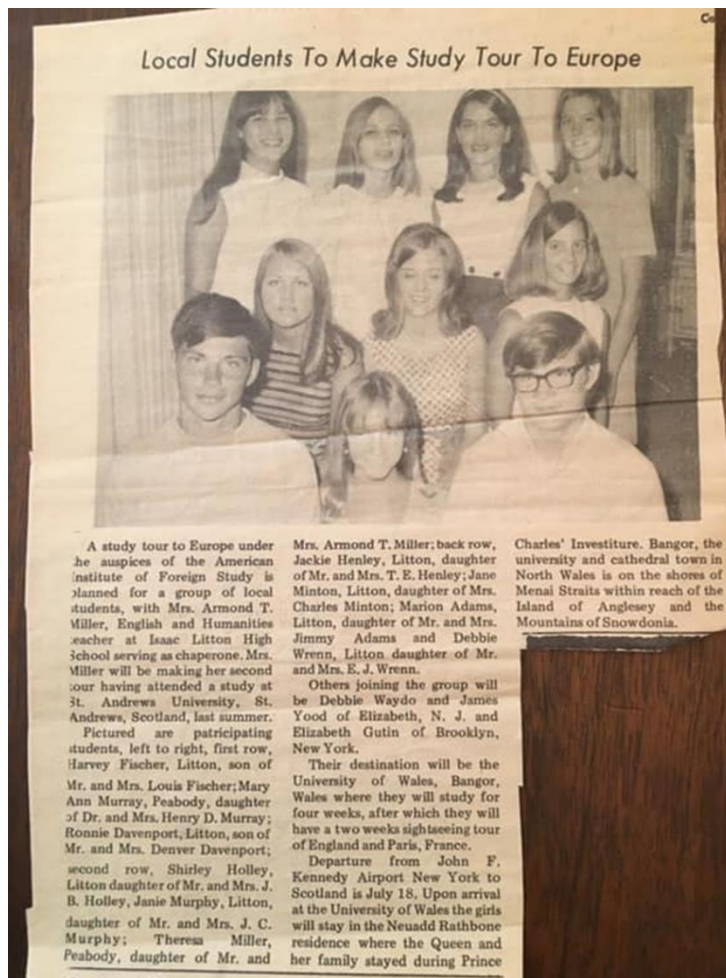 Co
Local Students To Make Study Tour To Europe
A study tour to Europe under
he auspices of the American
nstitute of Foreign Study is
lanned for a group of local
tudents, with Mrs. Armond T.
Miller, English and Humanities
eacher at Isaac Litton High
School serving as chaperone. Mrs.
Miller will be making her second
our having attended a study at
St. Andrews University, St.
Andrews, Scotland, last summer.
Pictured are patricipating
students, left to right, first row,
Harvey Fischer, Litton, son of
Mr. and Mrs. Louis Fischer; Mary
Ann Murray, Peabody, daughter
of Dr. and Mrs. Henry D. Murray;
Ronnie Davenport, Litton, son of
Mr. and Mrs. Denver Davenport;
second row, Shirley Holley,
Litton daughter of Mr. and Mrs. J.
B. Holley, Janie Murphy, Litton,
daughter of Mr. and Mrs. J. C.
Murphy; Theresa Miller,
Peabody, daughter of Mr. and
Mrs. Armond T. Miller; back row,
Jackie Henley, Litton, daughter
of Mr. and Mrs. T. E. Henley; Jane
Minton, Litton, daughter of Mrs.
Charles Minton; Marion Adams,
Litton, daughter of Mr. and Mrs.
Jimmy Adams and Debbie
Wrenn, Litton daughter of Mr.
and Mrs. E. J. Wrenn.
Others joining the group will
be Debbie Waydo and James
Yood of Elizabeth, N. J. and
Elizabeth Gutin of Brooklyn,
New York.
Their destination will be the
University of Wales, Bangor,
Wales where they will study for
four weeks, after which they will
have a two weeks sightseeing tour
of England and Paris, France.
Departure from John F.
Kennedy Airport New York to
Scotland is July 18. Upon arrival
at the University of Wales the girls
will stay in the Neuadd Rathbone
residence where the Queen and
her family stayed during Prince
Charles' Investiture. Bangor, the
university and cathedral town in
North Wales is on the shores of
Menai Straits within reach of the
Island of Anglesey and the
Mountains of Snowdonia.